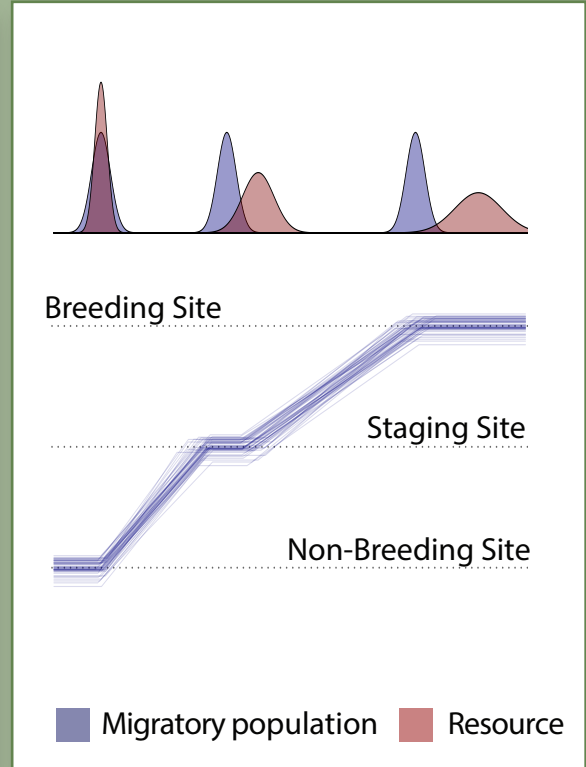 Breeding Site
Staging Site
Non-Breeding Site
Migratory population
Resource